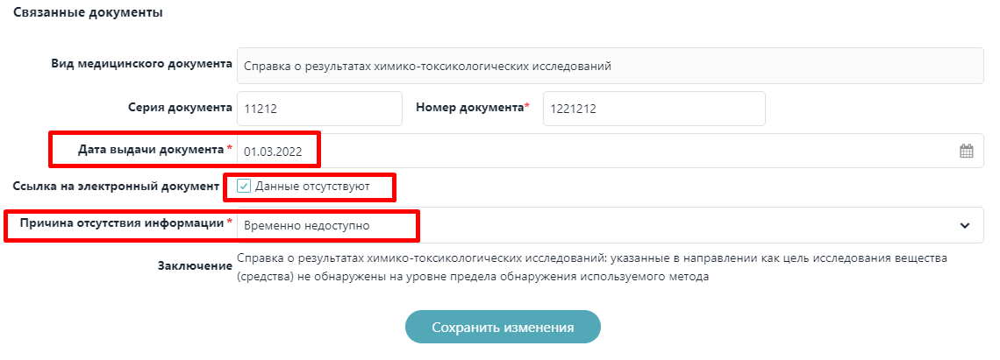 Связанные документы
Вид медицинского документа Справка о результатах химико-токсикологических исследований
Серия документа 11212 Номер документа* 1221212
Дата выдачи документа * 01.03.2022
Ссылка на электронный документ Данные отсутствуют
Причина отсутствия информации * Временно недоступно
Заключение Справка о результатах химико-токсикологических исследований: указанные в направлении как цель исследования вещества
(средства) не обнаружены на уровне предела обнаружения используемого метода
Сохранить изменения